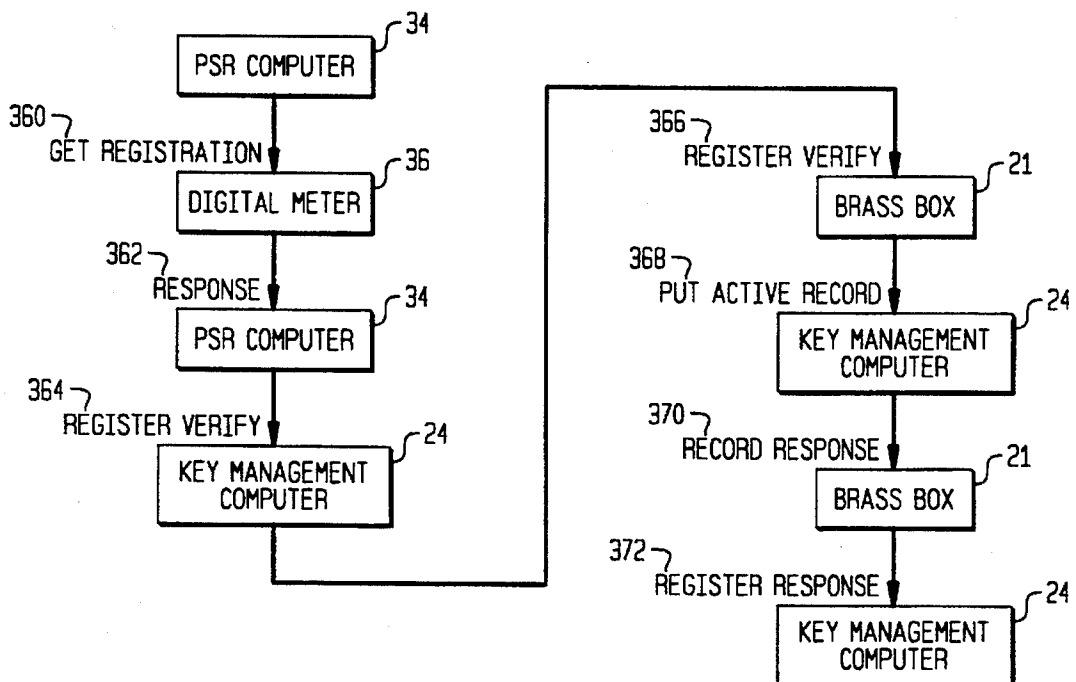 34
PSR COMPUTER
360
GET REGISTRATION
36
DIGITAL METER
362
RESPONSE
34
PSR COMPUTER
364
REGISTER VERIFY
24
KEY MANAGEMENT
COMPUTER
366
REGISTER VERIFY
21
BRASS BOX
368
PUT ACTIVE RECORD
24
KEY MANAGEMENT
COMPUTER
370
RECORD RESPONSE
21
BRASS BOX
372
REGISTER RESPONSE
24
KEY MANAGEMENT
COMPUTER